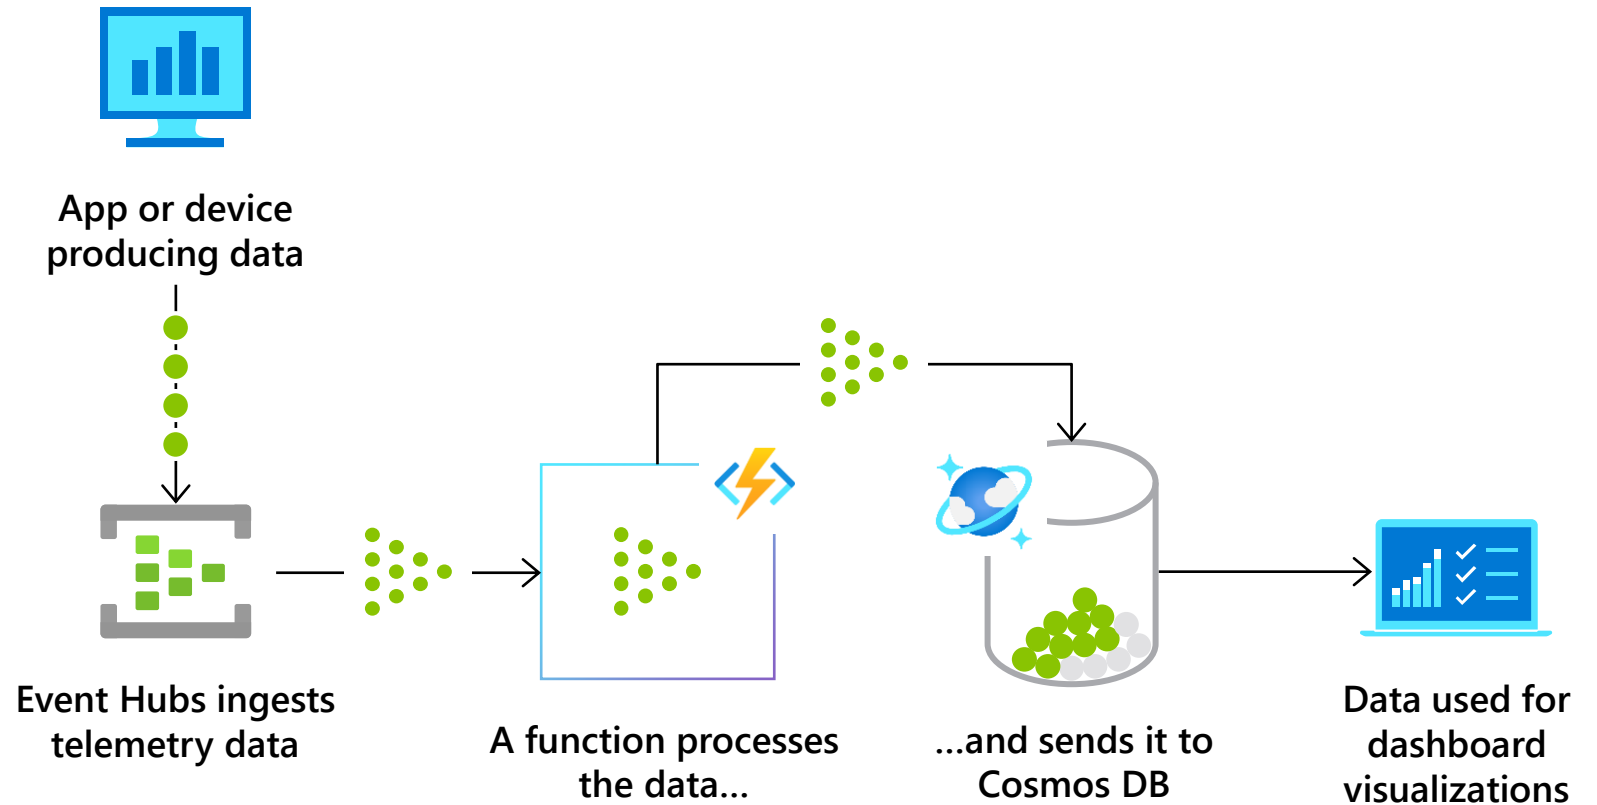 App or device
producing data
Event Hubs ingests
telemetry data
A function processes
the data...
...and sends it to
Cosmos DB
Data used for
dashboard
visualizations